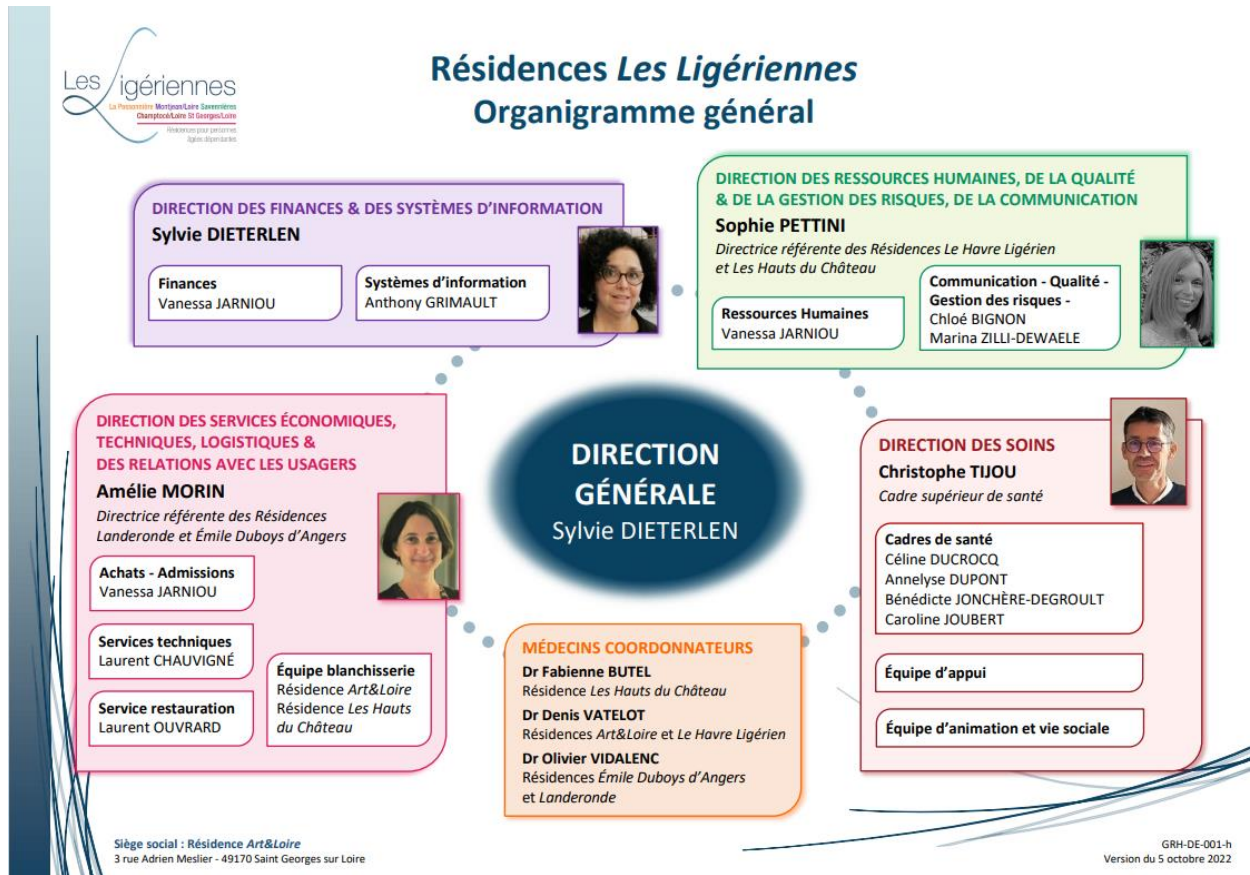 Les Ligériennes
La Possonnière Montjean/Loire Savennières
Champtocé/Loire St Georges/Loire
Résidences pour personnes
âgées dépendantes
Résidences Les Ligériennes
Organigramme général
DIRECTION DES FINANCES & DES SYSTÈMES D'INFORMATION
Sylvie DIETERLEN
Finances
Vanessa JARNIOU
Systèmes d'information
Anthony GRIMAULT
DIRECTION DES RESSOURCES HUMAINES, DE LA QUALITÉ
& DE LA GESTION DES RISQUES, DE LA COMMUNICATION
Sophie PETTINI
Directrice référente des Résidences Le Havre Ligérien
et Les Hauts du Château
Ressources Humaines
Vanessa JARNIOU
Communication - Qualité -
Gestion des risques -
Chloé BIGNON
Marina ZILLI-DEWAELE
DIRECTION DES SERVICES ÉCONOMIQUES,
TECHNIQUES, LOGISTIQUES &
DES RELATIONS AVEC LES USAGERS
Amélie MORIN
Directrice référente des Résidences
Landeronde et Émile Duboys d'Angers
Achats - Admissions
Vanessa JARNIOU
Services techniques
Laurent CHAUVIGNÉ
Service restauration
Laurent OUVRARD
Équipe blanchisserie
Résidence Art&Loire
Résidence Les Hauts
du Château
DIRECTION
GÉNÉRALE
Sylvie DIETERLEN
MÉDECINS COORDONNATEURS
Dr Fabienne BUTEL
Résidence Les Hauts du Château
Dr Denis VATELOT
Résidences Art&Loire et Le Havre Ligérien
Dr Olivier VIDALENC
Résidences Émile Duboys d'Angers
et Landeronde
DIRECTION DES SOINS
Christophe TIJOU
Cadre supérieur de santé
Cadres de santé
Céline DUCROCQ
Annelyse DUPONT
Bénédicte JONCHÈRE-DEGROULT
Caroline JOUBERT
Équipe d'appui
Équipe d'animation et vie sociale
Siège social : Résidence Art&Loire
3 rue Adrien Meslier - 49170 Saint Georges sur Loire
GRH-DE-001-h
Version du 5 octobre 2022